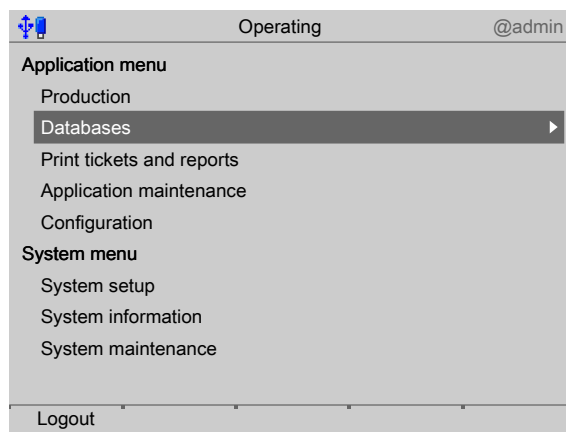 Operating @admin
Application menu
Production
Databases
Print tickets and reports
Application maintenance
Configuration
System menu
System setup
System information
System maintenance
Logout